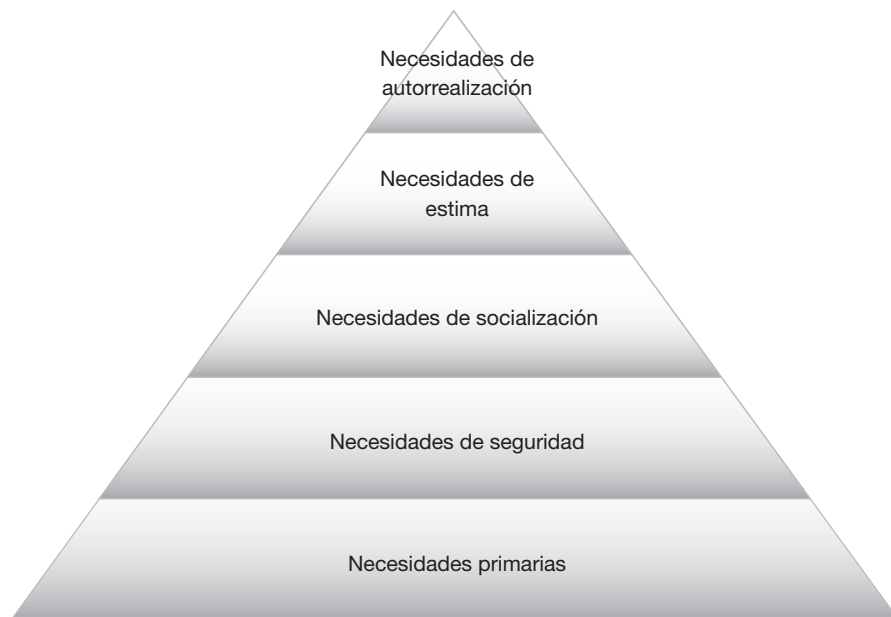 Necesidades de
autorrealización
Necesidades de
estima
Necesidades de socialización
Necesidades de seguridad
Necesidades primarias